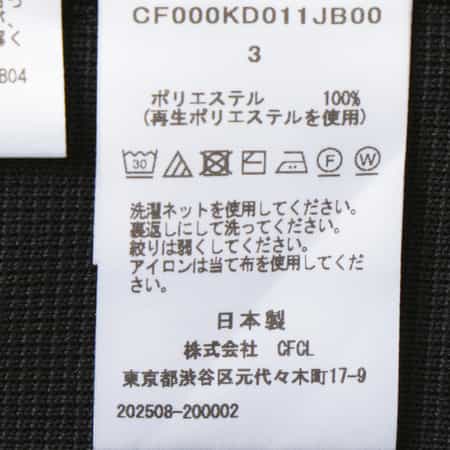 く
B04
CF000KD011JB00
3
ポリエステル 100%
(再生ポリエステルを使用)
30 F W
洗濯ネットを使用してください。
裏返しにして洗ってください。
絞りは弱くしてください。
アイロンは当て布を使用してくだ
さい。
日本製
株式会社 CFCL
東京都渋谷区元代々木町17-9
202508-200002